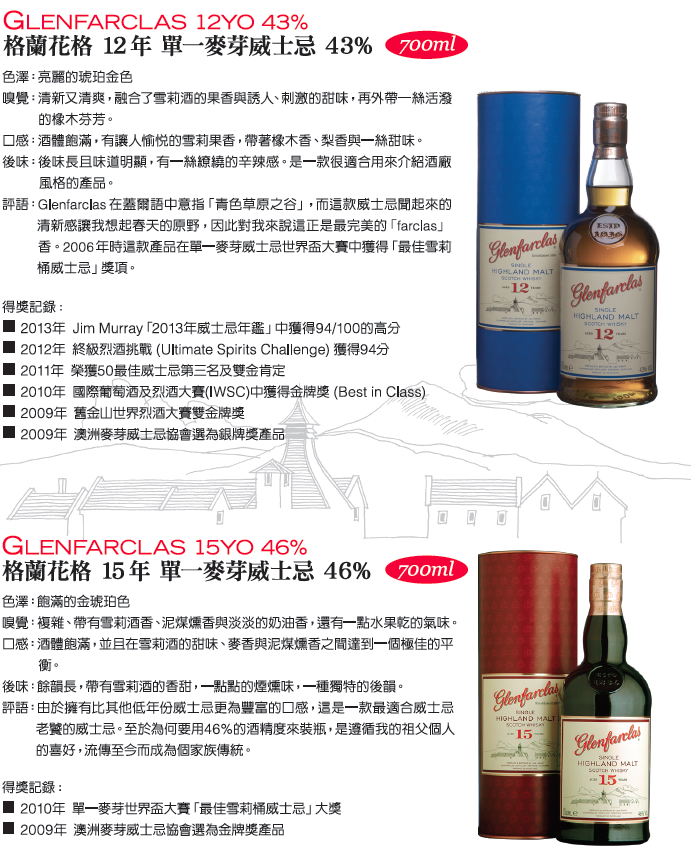 GLENFARCLAS 12YO 43%
格蘭花格 12年 單一麥芽威士忌 43% 700ml
色澤：亮麗的琥珀金色
嗅覺：清新又清爽，融合了雪莉酒的果香與誘人、刺激的甜味，再外帶一絲活潑
的橡木芬芳。
口感：酒體飽滿，有讓人愉悅的雪莉果香，帶著橡木香、梨香與一絲甜味。
後味：後味長且味道明顯，有一絲繚繞的辛辣感。是一款很適合用來介紹酒廠
風格的產品。
評語：Glenfarclas 在蓋爾語中意指「青色草原之谷」，而這款威士忌聞起來的
清新感讓我想起春天的原野，因此對我來說這正是最完美的「farclas」
香。2006年時這款產品在單一麥芽威士忌世界盃大賽中獲得「最佳雪莉
桶威士忌」獎項。
得獎記錄：
■ 2013年 Jim Murray「2013年威士忌年鑑」中獲得94/100的高分
■ 2012年 終級烈酒挑戰 (Ultimate Spirits Challenge) 獲得94分
■ 2011年 榮獲50最佳威士忌第三名及雙金肯定
■ 2010年 國際葡萄酒及烈酒大賽(IWSC)中獲得金牌獎 (Best in Class)
■ 2009年 舊金山世界烈酒大賽雙金牌獎
■ 2009年 澳洲麥芽威士忌協會選為銀牌獎產品
Glenfarclas
SINGLE
HIGHLAND MALT
SCOTCH WHISKY
AGED 12 YEARS
ESTD
1836
Glenfarclas
SINGLE
HIGHLAND MALT
SCOTCH WHISKY
AGED 12 YEARS
GLENFARCLAS 15YO 46%
格蘭花格 15年 單一麥芽威士忌 46% 700ml
色澤：飽滿的金琥珀色
嗅覺：複雜、帶有雪莉酒香、泥煤燻香與淡淡的奶油香，還有一點水果乾的氣味。
口感：酒體飽滿，並且在雪莉酒的甜味、麥香與泥煤燻香之間達到一個極佳的平
衡。
後味：餘韻長，帶有雪莉酒的香甜，一點點的煙燻味，一種獨特的後韻。
評語：由於擁有比其他低年份威士忌更為豐富的口感，這是一款最適合威士忌
老饕的威士忌。至於為何要用46%的酒精度來裝瓶，是遵循我的祖父個人
的喜好，流傳至今而成為個家族傳統。
得獎記錄：
■ 2010年 單一麥芽世界盃大賽「最佳雪莉桶威士忌」大獎
■ 2009年 澳洲麥芽威士忌協會選為金牌獎產品
Glenfarclas
SINGLE
HIGHLAND MALT
SCOTCH WHISKY
15
Glenfarclas
SINGLE
HIGHLAND MALT
SCOTCH WHISKY
15 YEARS